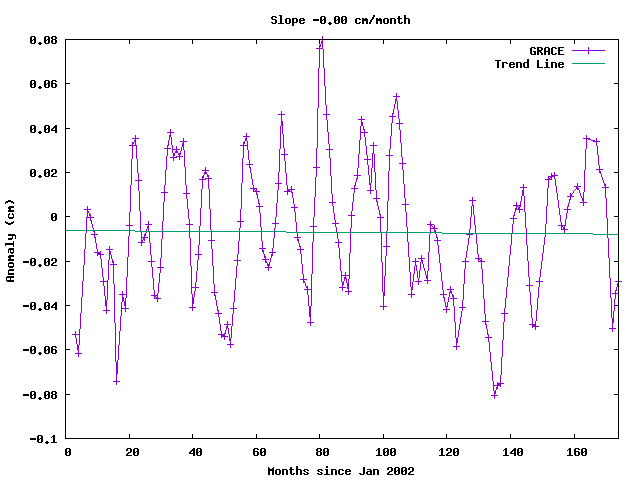 Slope -0.00 cm/month
GRACE
Trend Line
0.08
0.06
0.04
0.02
0
-0.02
-0.04
-0.06
-0.08
-0.1
Anomaly (cm)
0 20 40 60 80 100 120 140 160
Months since Jan 2002